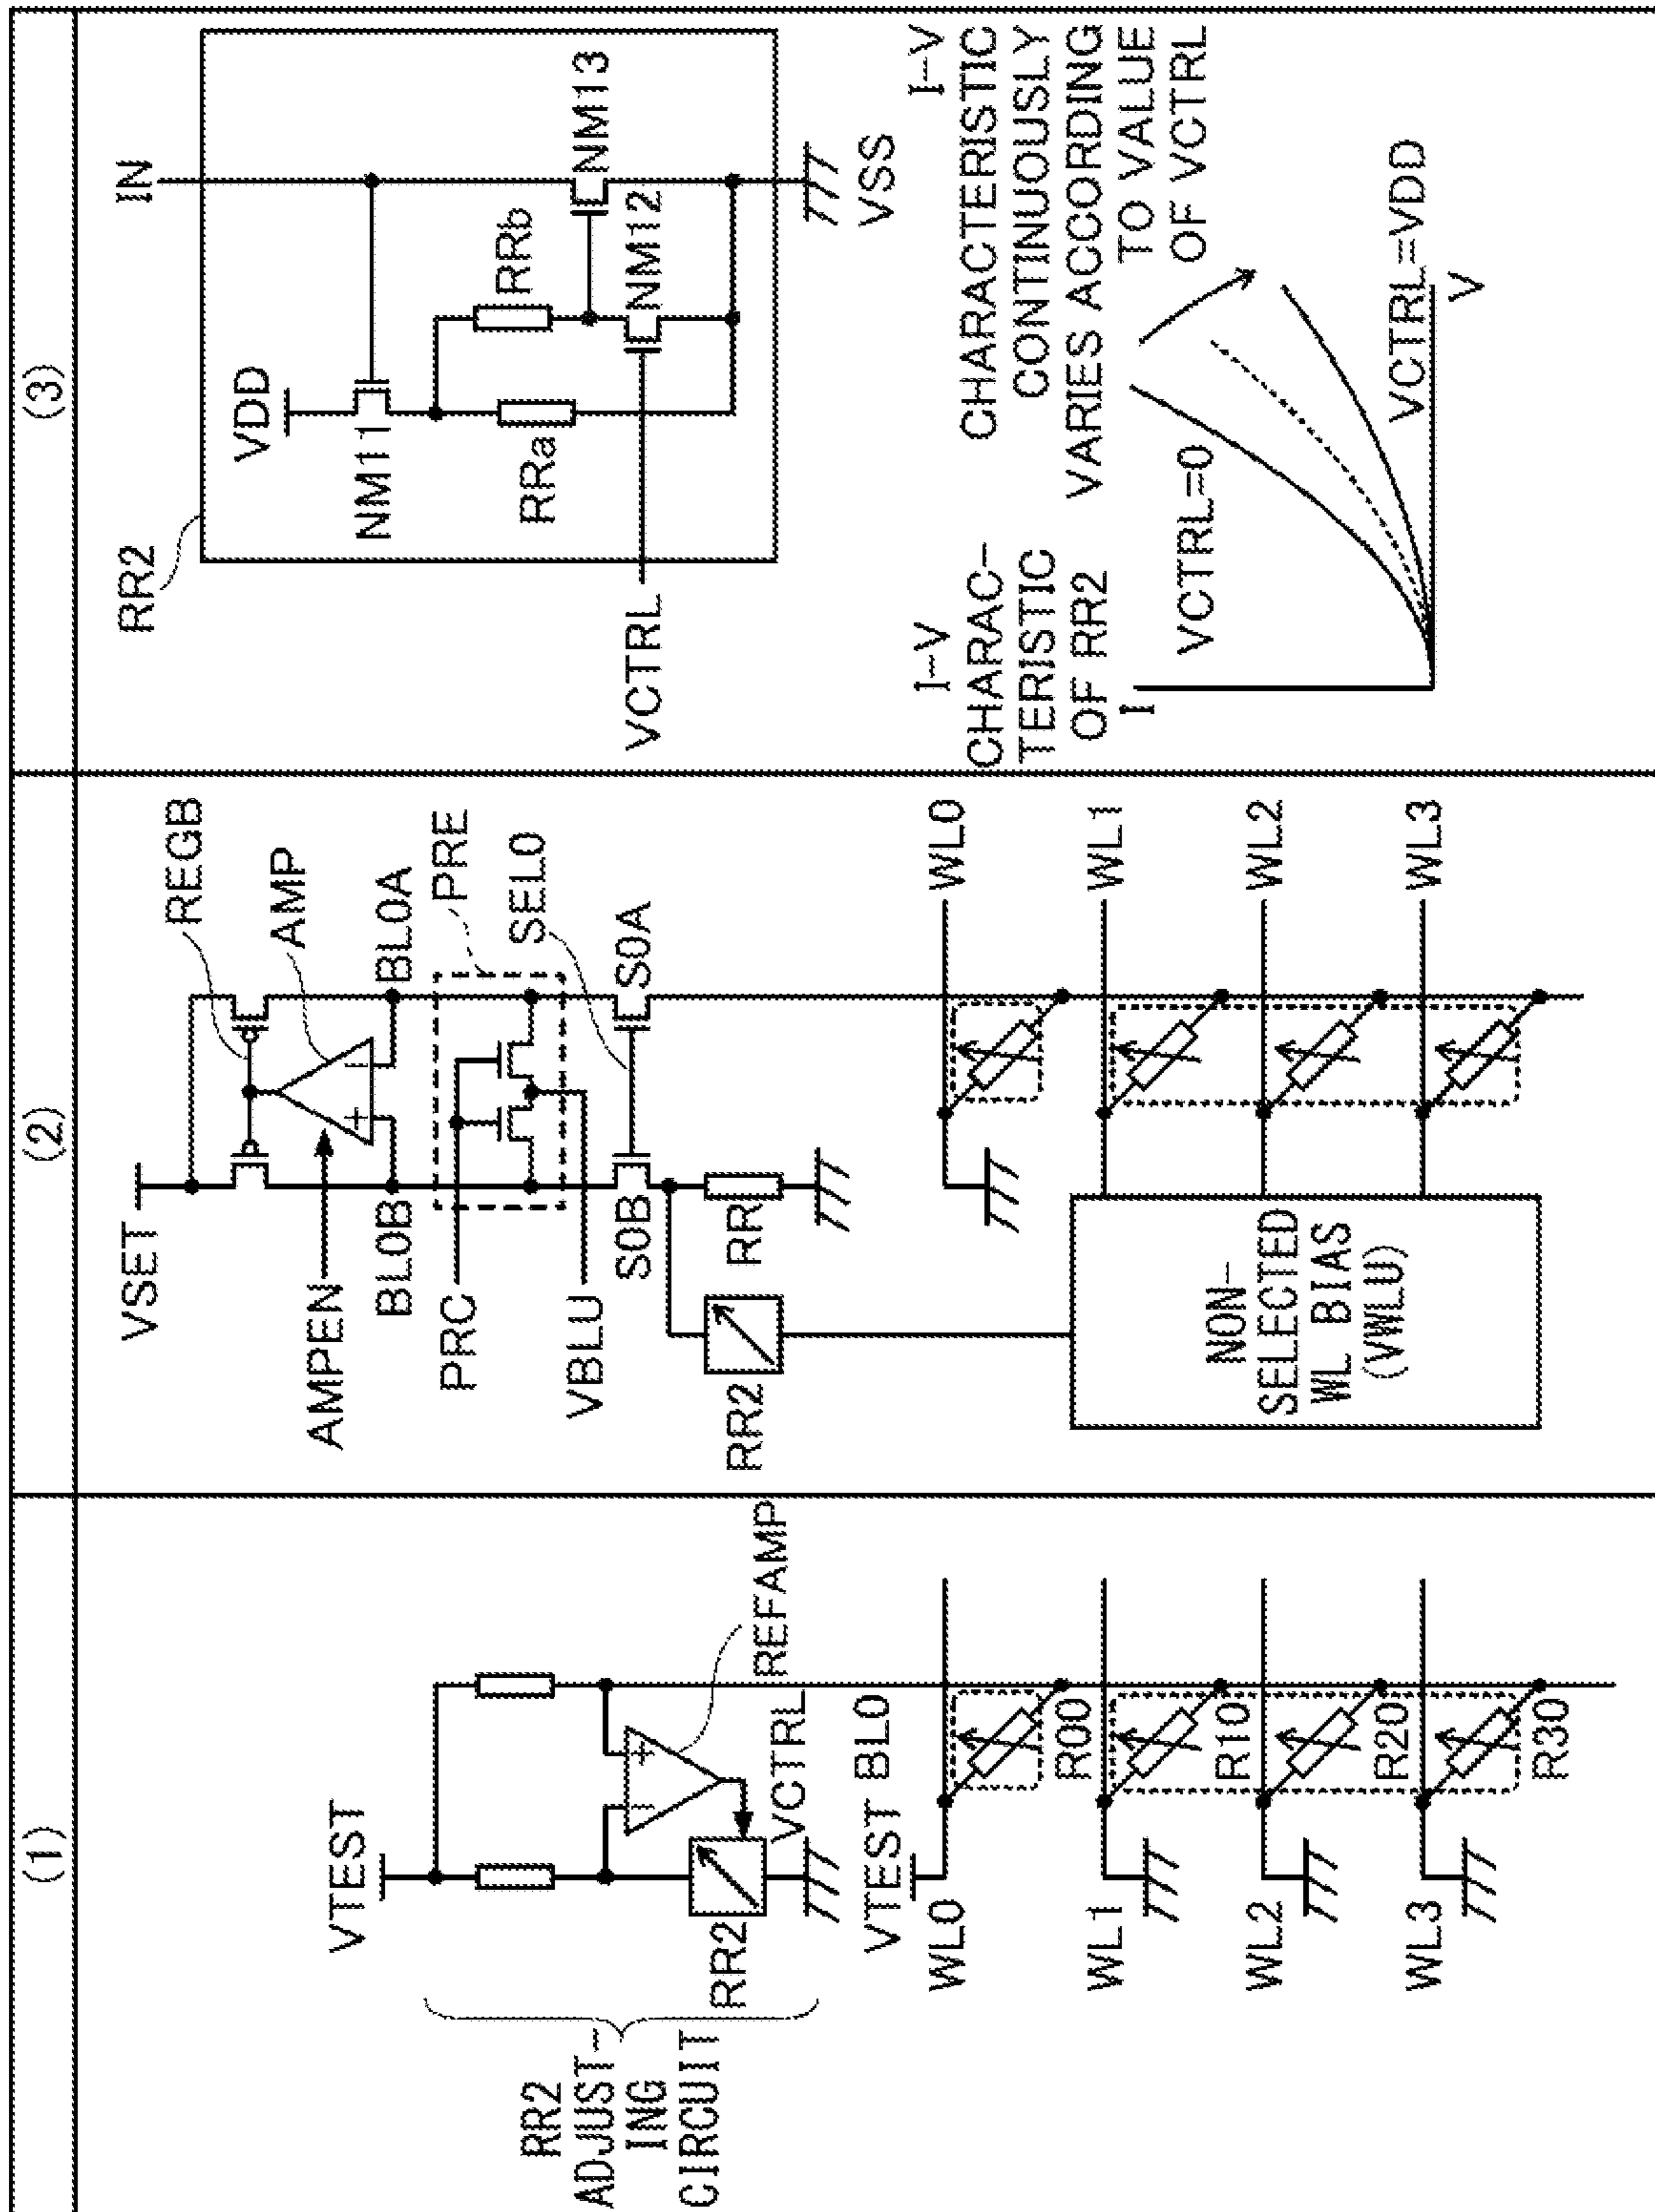 (1)
VTEST
RR2
ADJUST-
ING
CIRCUIT
RR2
VCTRL
REFAMP
VTEST
BL0
WL0
R00
WL1
R10
WL2
R20
WL3
R30
(2)
VSET
REGB
AMP
AMPEN
+
BL0B
BL0A
PRE
PRC
SEL0
VBLU
S0B
S0A
RR
RR2
WL0
NON-
SELECTED
WL BIAS
(VWLU)
WL1
WL2
WL3
(3)
RR2
IN
VDD
NM11
RRa
RRb
NM13
NM12
VCTRL
VSS
I-V
CHARAC-
TERISTIC
OF RR2
I-V
CHARACTERISTIC
CONTINUOUSLY
VARIES ACCORDING
TO VALUE
OF VCTRL
I
VCTRL=0
VCTRL=VDD
V